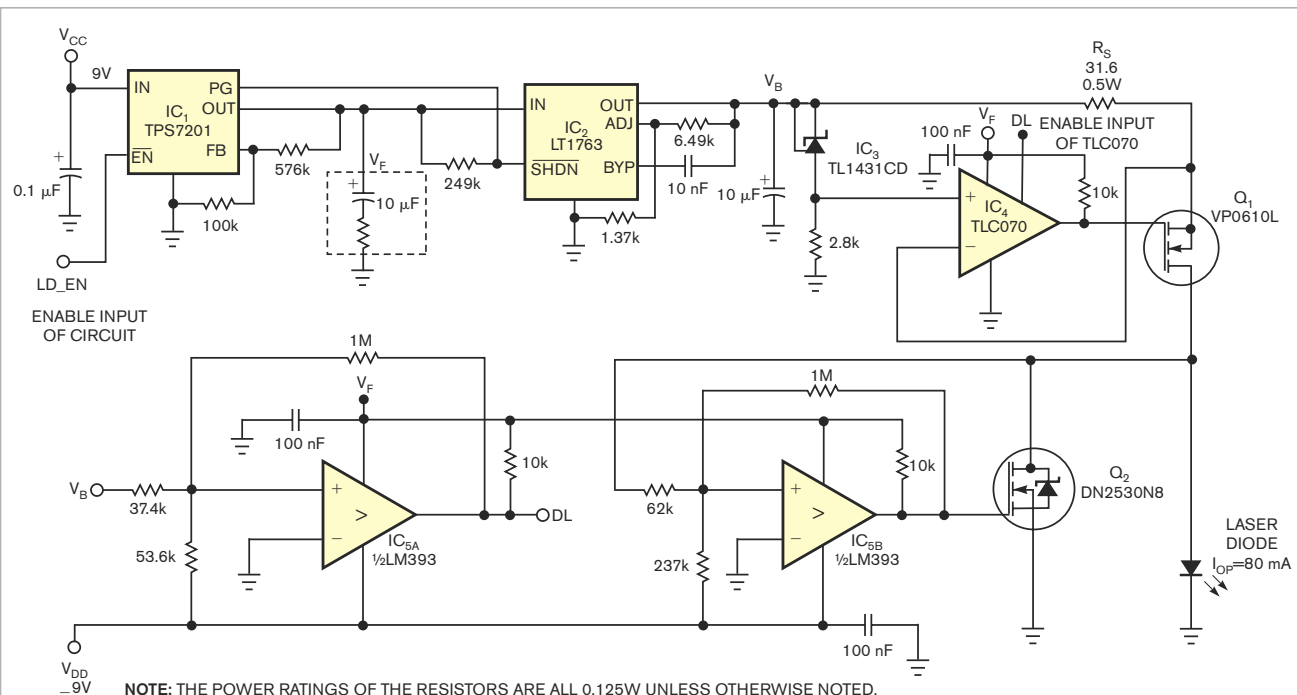 VCC
9V
IN
PG
IC1
TPS7201
OUT
EN
FB
0.1 µF
100k
576k
LD_EN
ENABLE INPUT
OF CIRCUIT
VF
10 µF
249k
IN
OUT
IC2
LT1763
ADJ
SHDN
BYP
6.49k
10 nF
1.37k
VB
10 µF
IC3
TL1431CD
2.8k
100 nF
VF
DL
ENABLE INPUT
OF TLC070
RS
31.6
0.5W
10k
+
IC4
TLC070
−
Q1
VP0610L
1M
VF
100 nF
10k
VB
37.4k
53.6k
+
>
−
IC5A
½LM393
DL
1M
62k
237k
+
>
−
IC5B
½LM393
10k
Q2
DN2530N8
LASER
DIODE
IOP=80 mA
100 nF
VDD
−9V
NOTE: THE POWER RATINGS OF THE RESISTORS ARE ALL 0.125W UNLESS OTHERWISE NOTED.